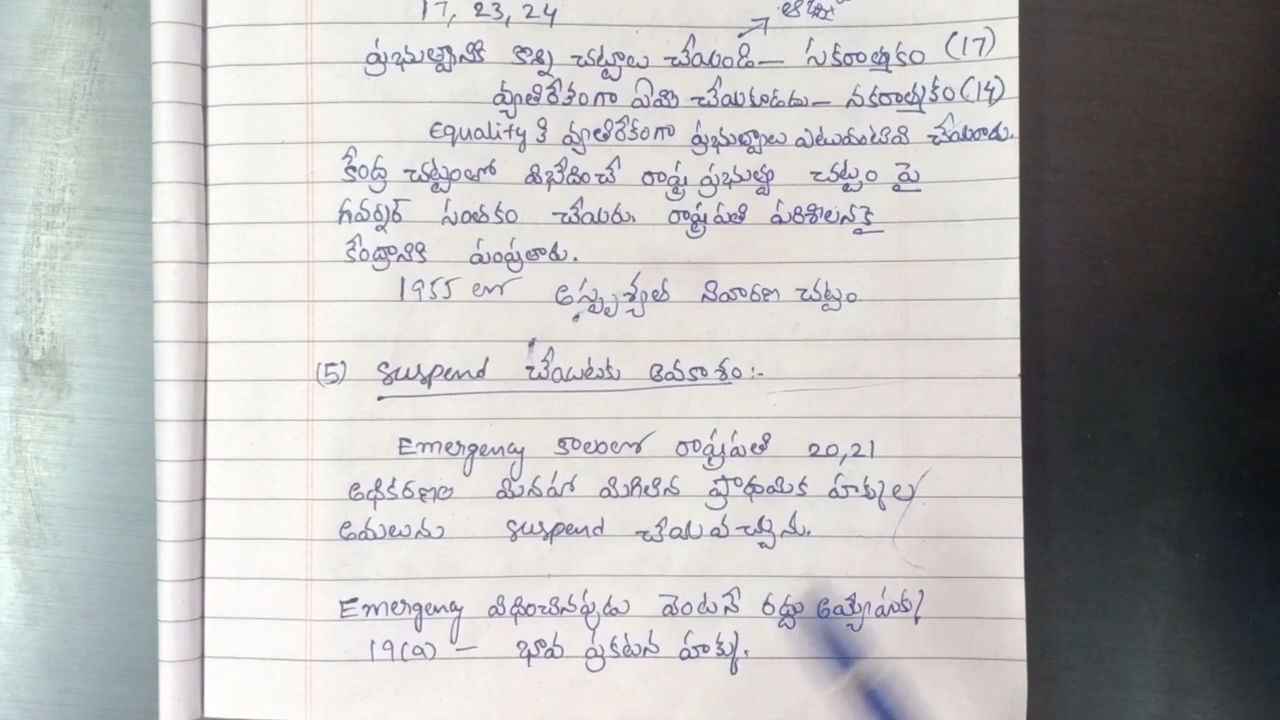 17, 23, 24
ప్రభుత్వానికి కొన్ని చట్టాలు చేయండి — సకారాత్మకం (17)
వ్యతిరేకంగా ఏమి చేయకూడదు — నకారాత్మకం (14)
Equality కి వ్యతిరేకంగా ప్రభుత్వాలు ఎటువంటివి చేయరాదు.
కేంద్ర చట్టంతో విభేదించే రాష్ట్ర ప్రభుత్వ చట్టం పై
గవర్నర్ సంతకం చేయరు. రాష్ట్రపతి పరిశీలనకై
కేంద్రానికి పంపుతారు.
1955 లో అస్పృశ్యత నివారణ చట్టం.
(5) suspend చేయుటకు అవకాశం :-
Emergency కాలంలో రాష్ట్రపతి 20,21
అధికరణల మినహా మిగిలిన ప్రాథమిక హక్కుల
అమలును suspend చేయవచ్చును.
Emergency విధించినప్పుడు వెంటనే రద్దు అయ్యే హక్కు
19(a) — భావ ప్రకటన హక్కు.